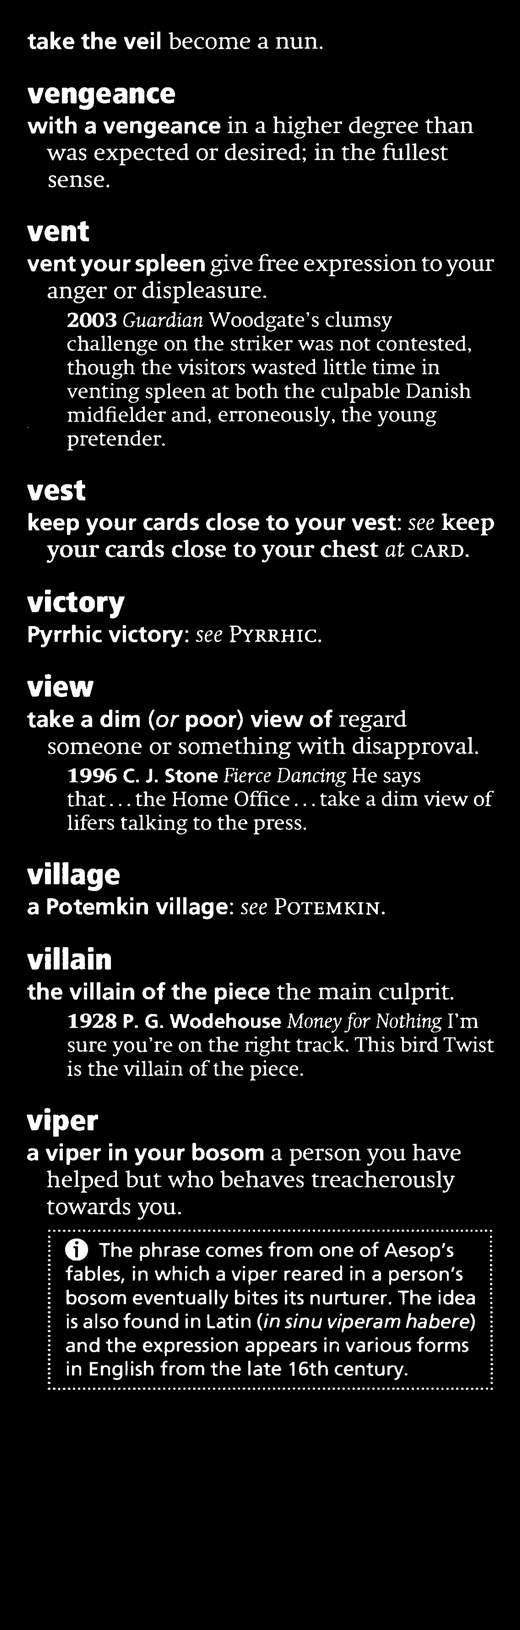 take the veil become a nun.
vengeance
with a vengeance in a higher degree than
was expected or desired; in the fullest
sense.
vent
vent your spleen give free expression to your
anger or displeasure.
2003 Guardian Woodgate's clumsy
challenge on the striker was not contested,
though the visitors wasted little time in
venting spleen at both the culpable Danish
midfielder and, erroneously, the young
pretender.
vest
keep your cards close to your vest: see keep
your cards close to your chest at CARD.
victory
Pyrrhic victory: see PYRRHIC.
view
take a dim (or poor) view of regard
someone or something with disapproval.
1996 C. J. Stone Fierce Dancing He says
that...the Home Office...take a dim view of
lifers talking to the press.
village
a Potemkin village: see POTEMKIN.
villain
the villain of the piece the main culprit.
1928 P. G. Wodehouse Money for Nothing I'm
sure you're on the right track. This bird Twist
is the villain of the piece.
viper
a viper in your bosom a person you have
helped but who behaves treacherously
towards you.
i The phrase comes from one of Aesop's
fables, in which a viper reared in a person's
bosom eventually bites its nurturer. The idea
is also found in Latin (in sinu viperam habere)
and the expression appears in various forms
in English from the late 16th century.